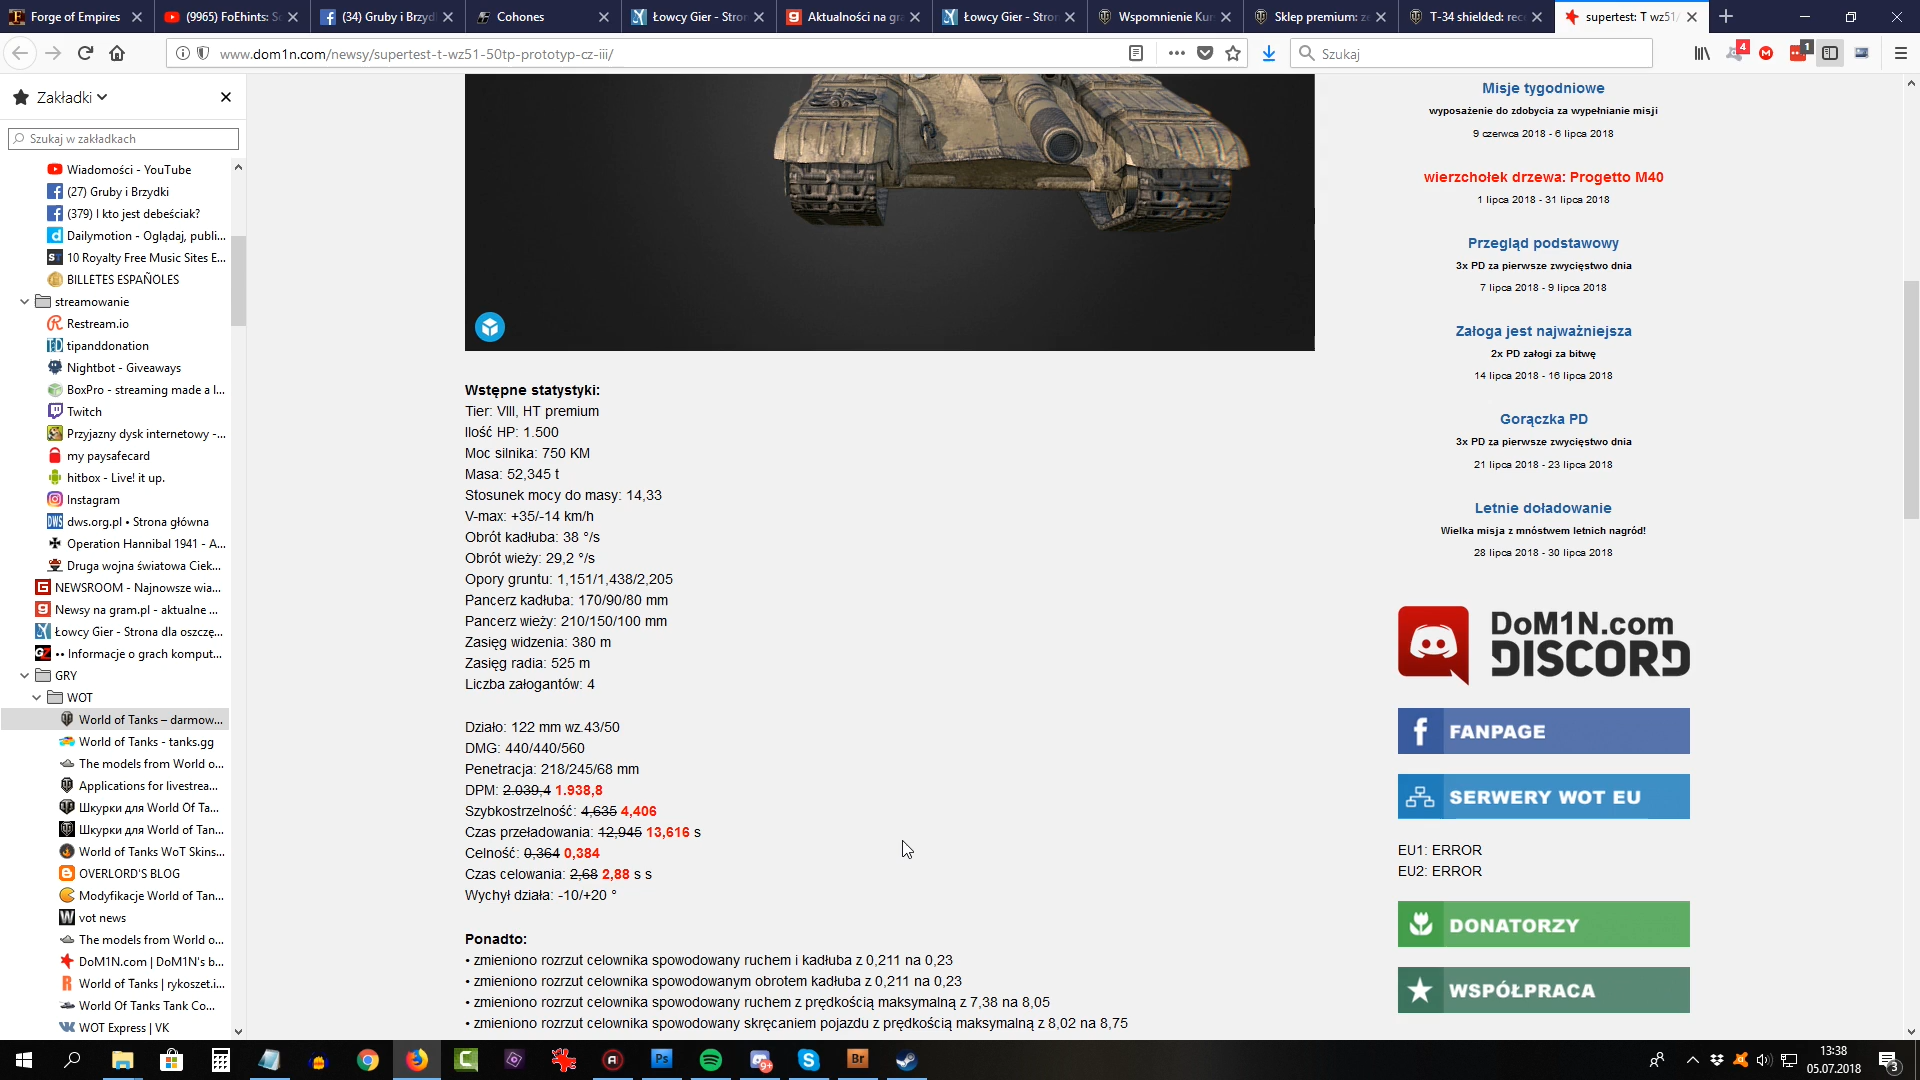 Forge of Empires
(9965) FoEhints: S
(34) Gruby i Brzyd
Cohones
Łowcy Gier - Stron
Aktualności na gra
Łowcy Gier - Stron
Wspomnienie Kur
Sklep premium: z
T-34 shielded: rec
supertest: T wz51/
www.dom1n.com/newsy/supertest-t-wz51-50tp-prototyp-cz-iii/
Szukaj
4
1
Zakładki
Szukaj w zakładkach
Wiadomości - YouTube
(27) Gruby i Brzydki
(379) I kto jest debeściak?
Dailymotion - Oglądaj, publi...
10 Royalty Free Music Sites E...
BILLETES ESPAÑOLES
streamowanie
Restream.io
tipanddonation
Nightbot - Giveaways
BoxPro - streaming made a l...
Twitch
Przyjazny dysk internetowy -...
my paysafecard
hitbox - Live! it up.
Instagram
dws.org.pl • Strona główna
Operation Hannibal 1941 - A...
Druga wojna światowa Ciek...
NEWSROOM - Najnowsze wia...
Newsy na gram.pl - aktualne ...
Łowcy Gier - Strona dla oszczę...
•• Informacje o grach komput...
GRY
WOT
World of Tanks – darmow...
World of Tanks - tanks.gg
The models from World o...
Applications for livestrea...
Шкурки для World Of Ta...
Шкурки для World of Tan...
World of Tanks WoT Skins...
OVERLORD'S BLOG
Modyfikacje World of Tan...
vot news
The models from World o...
DoM1N.com | DoM1N's b...
World of Tanks | rykoszet.i...
World Of Tanks Tank Co...
WOT Express | VK
Wstępne statystyki:
Tier: VIII, HT premium
Ilość HP: 1.500
Moc silnika: 750 KM
Masa: 52,345 t
Stosunek mocy do masy: 14,33
V-max: +35/-14 km/h
Obrót kadłuba: 38 °/s
Obrót wieży: 29,2 °/s
Opory gruntu: 1,151/1,438/2,205
Pancerz kadłuba: 170/90/80 mm
Pancerz wieży: 210/150/100 mm
Zasięg widzenia: 380 m
Zasięg radia: 525 m
Liczba załogantów: 4
Działo: 122 mm wz.43/50
DMG: 440/440/560
Penetracja: 218/245/68 mm
DPM: 2.039,4 1.938,8
Szybkostrzelność: 4,635 4,406
Czas przeładowania: 12,945 13,616 s
Celność: 0,364 0,384
Czas celowania: 2,68 2,88 s s
Wychył działa: -10/+20 °
Ponadto:
• zmieniono rozrzut celownika spowodowany ruchem i kadłuba z 0,211 na 0,23
• zmieniono rozrzut celownika spowodowanym obrotem kadłuba z 0,211 na 0,23
• zmieniono rozrzut celownika spowodowany ruchem z prędkością maksymalną z 7,38 na 8,05
• zmieniono rozrzut celownika spowodowany skręcaniem pojazdu z prędkością maksymalną z 8,02 na 8,75
Misje tygodniowe
wyposażenie do zdobycia za wypełnianie misji
9 czerwca 2018 - 6 lipca 2018
wierzchołek drzewa: Progetto M40
1 lipca 2018 - 31 lipca 2018
Przegląd podstawowy
3x PD za pierwsze zwycięstwo dnia
7 lipca 2018 - 9 lipca 2018
Załoga jest najważniejsza
2x PD załogi za bitwę
14 lipca 2018 - 16 lipca 2018
Gorączka PD
3x PD za pierwsze zwycięstwo dnia
21 lipca 2018 - 23 lipca 2018
Letnie doładowanie
Wielka misja z mnóstwem letnich nagród!
28 lipca 2018 - 30 lipca 2018
DoM1N.com
DISCORD
FANPAGE
SERWERY WOT EU
EU1: ERROR
EU2: ERROR
DONATORZY
WSPÓŁPRACA
Ps
9+
Br
13:38
05.07.2018
3